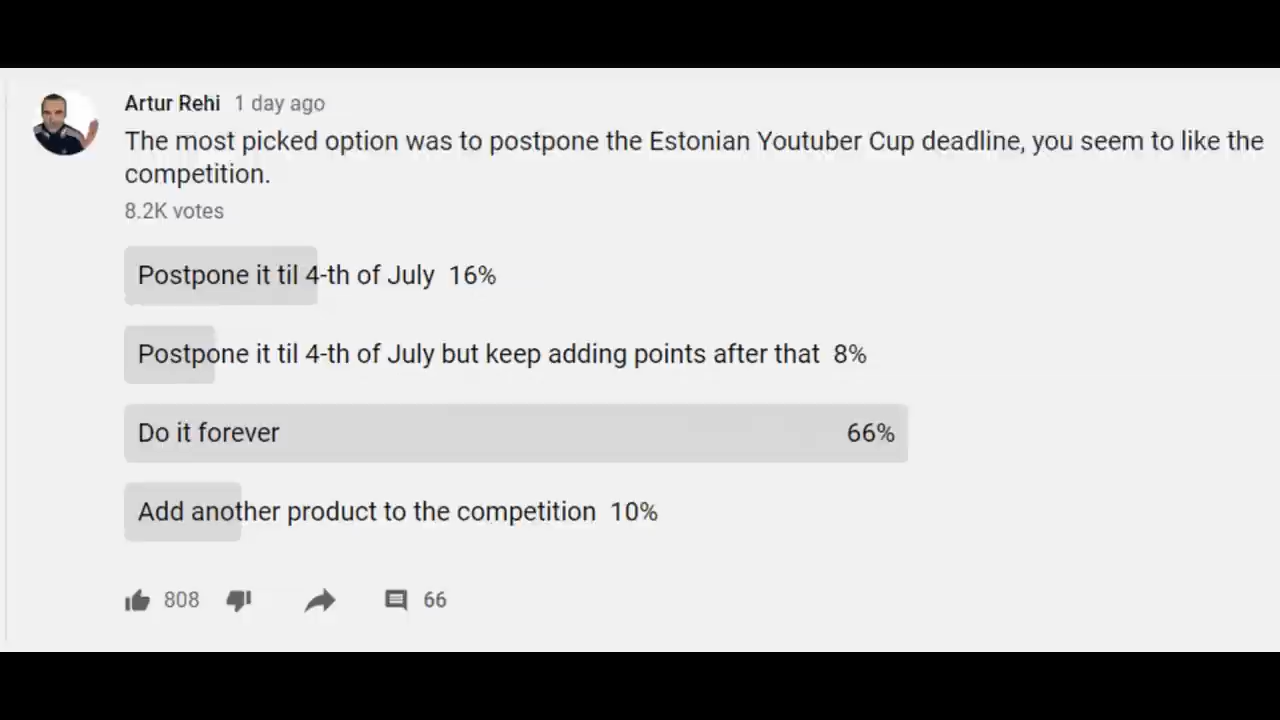 Artur Rehi 1 day ago
The most picked option was to postpone the Estonian Youtuber Cup deadline, you seem to like the
competition.
8.2K votes
Postpone it til 4-th of July 16%
Postpone it til 4-th of July but keep adding points after that 8%
Do it forever 66%
Add another product to the competition 10%
808 66